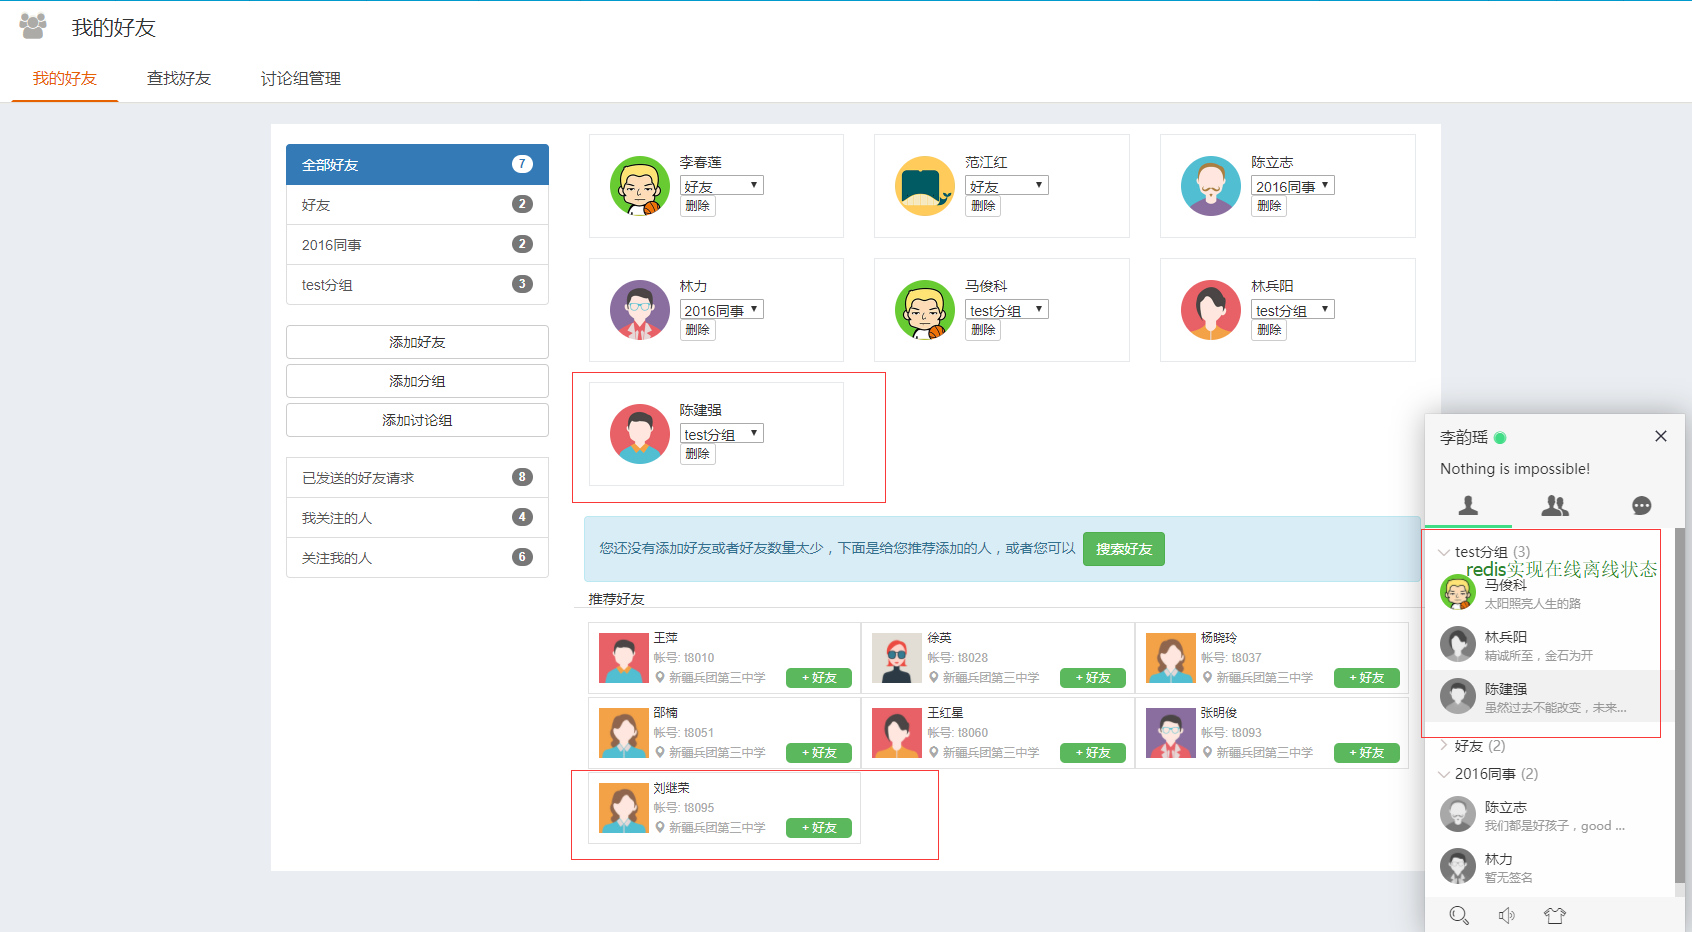 我的好友
我的好友 查找好友 讨论组管理
全部好友 7
好友 2
2016同事 2
test分组 3
添加好友
添加分组
添加讨论组
已发送的好友请求 8
我关注的人 4
关注我的人 6
李春莲
好友
删除
范江红
好友
删除
陈立志
2016同事
删除
林力
2016同事
删除
马俊科
test分组
删除
林兵阳
test分组
删除
陈建强
test分组
删除
您还没有添加好友或者好友数量太少，下面是给您推荐添加的人，或者您可以 搜索好友
推荐好友
王萍
帐号: t8010
新疆兵团第三中学 + 好友
徐英
帐号: t8028
新疆兵团第三中学 + 好友
杨晓玲
帐号: t8037
新疆兵团第三中学 + 好友
邵楠
帐号: t8051
新疆兵团第三中学 + 好友
王红星
帐号: t8060
新疆兵团第三中学 + 好友
张明俊
帐号: t8093
新疆兵团第三中学 + 好友
刘继荣
帐号: t8095
新疆兵团第三中学 + 好友
李韵瑶
Nothing is impossible!
test分组 (3)
redis实现在线离线状态
马俊科
太阳照亮人生的路
林兵阳
精诚所至，金石为开
陈建强
虽然过去不能改变，未来...
好友 (2)
2016同事 (2)
陈立志
我们都是好孩子，good ...
林力
暂无签名